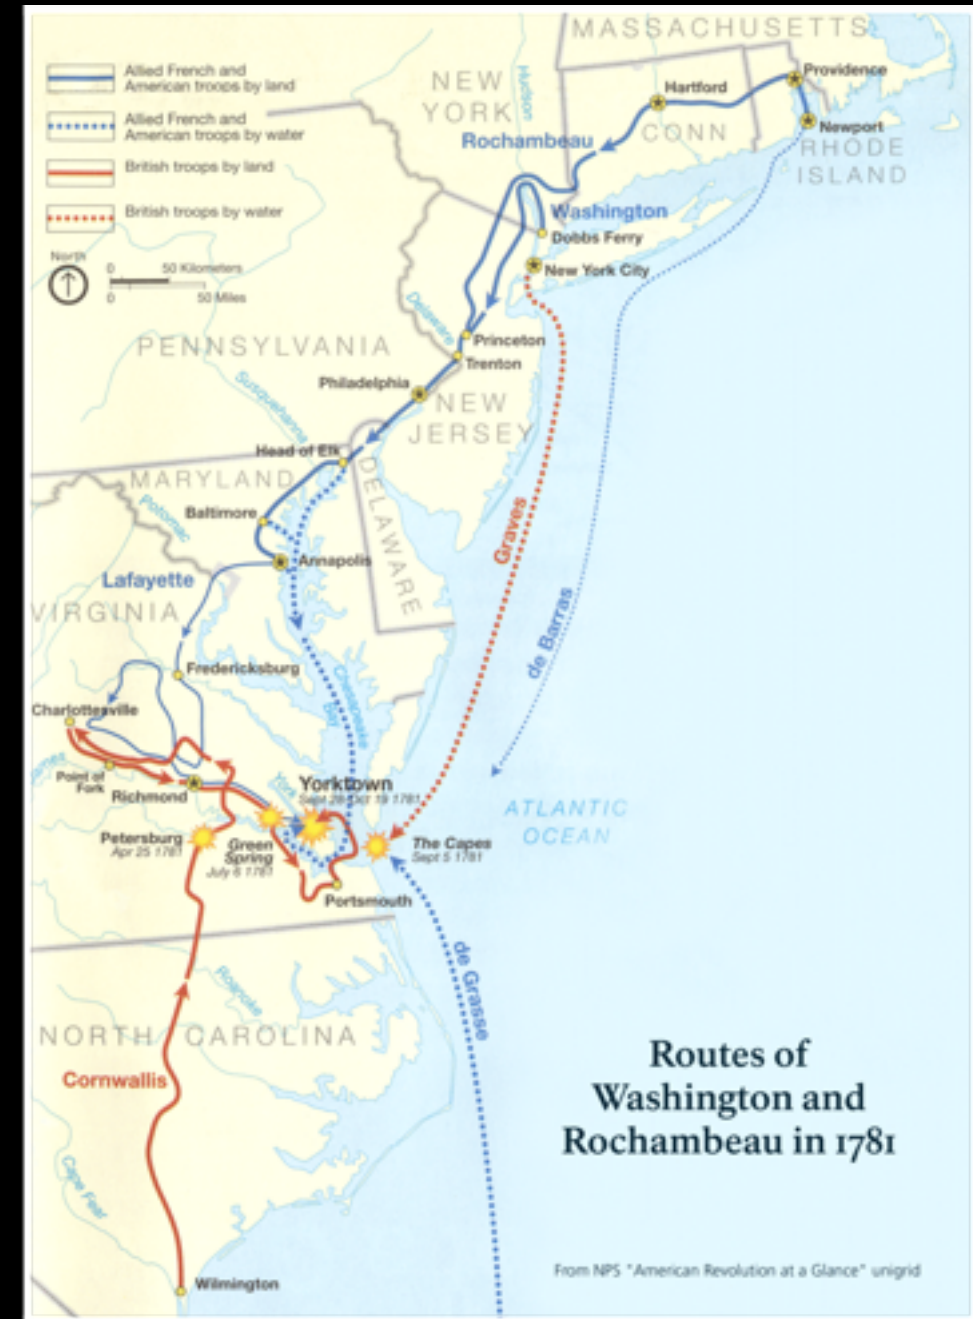 MASSACHUSETTS
Allied French and
American troops by land
Allied French and
American troops by water
British troops by land
British troops by water
North
0 50 Kilometers
0 50 Miles
NEW
YORK
Hudson
Hartford
Providence
CONN
Newport
RHODE
ISLAND
Rochambeau
Washington
Dobbs Ferry
New York City
Delaware
Princeton
Trenton
PENNSYLVANIA
Philadelphia
NEW
JERSEY
Susquehanna
Head of Elk
MARYLAND
DELAWARE
Potomac
Baltimore
Annapolis
Graves
de Barras
Lafayette
VIRGINIA
Fredericksburg
Chesapeake
Bay
Charlottesville
James
Point of
Fork
Richmond
York
Yorktown
Sept 28-Oct 19 1781
ATLANTIC
OCEAN
Petersburg
Apr 25 1781
Green
Spring
July 6 1781
The Capes
Sept 5 1781
Portsmouth
de Grasse
Roanoke
NORTH CAROLINA
Cornwallis
Cape Fear
Wilmington
Routes of
Washington and
Rochambeau in 1781
From NPS "American Revolution at a Glance" unigrid